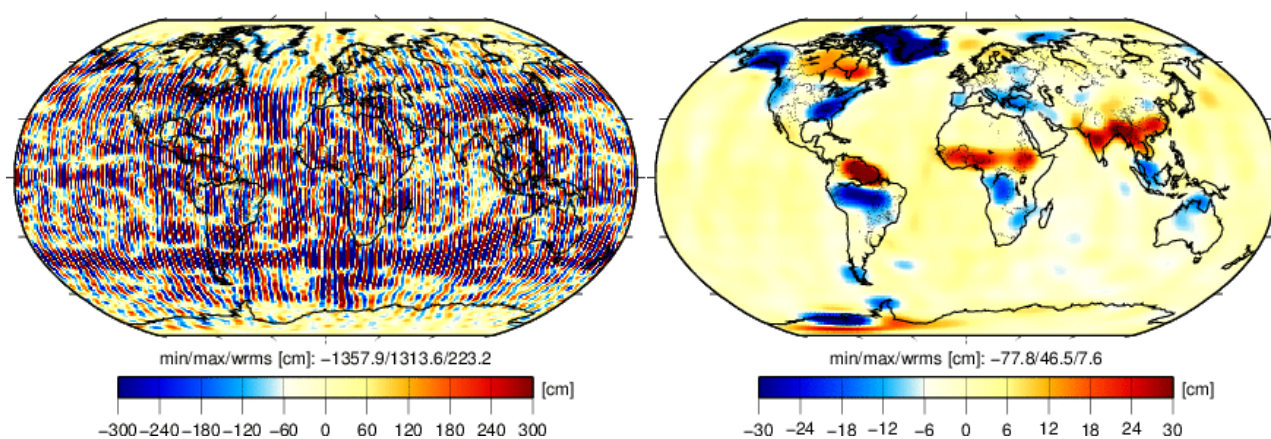 min/max/wrms [cm]: −1357.9/1313.6/223.2
[cm]
−300 −240 −180 −120 −60 0 60 120 180 240 300
min/max/wrms [cm]: −77.8/46.5/7.6
[cm]
−30 −24 −18 −12 −6 0 6 12 18 24 30